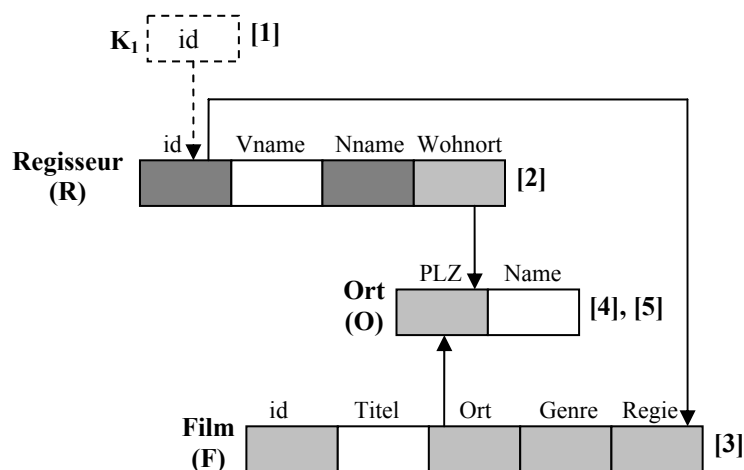 K1 id [1]
id Vname Nname Wohnort
Regisseur
(R)
[2]
PLZ Name
Ort
(O)
[4], [5]
id Titel Ort Genre Regie
Film
(F)
[3]